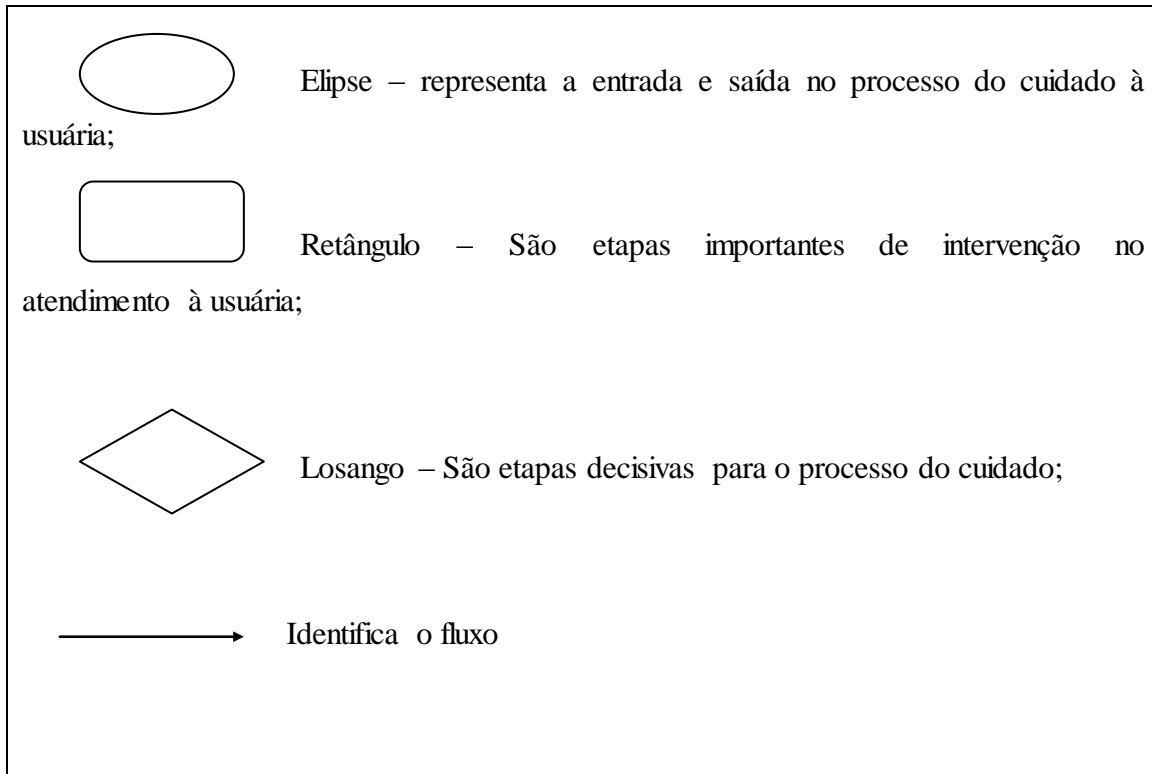 Elipse – representa a entrada e saída no processo do cuidado à
usuária;
Retângulo – São etapas importantes de intervenção no
atendimento à usuária;
Losango – São etapas decisivas para o processo do cuidado;
Identifica o fluxo